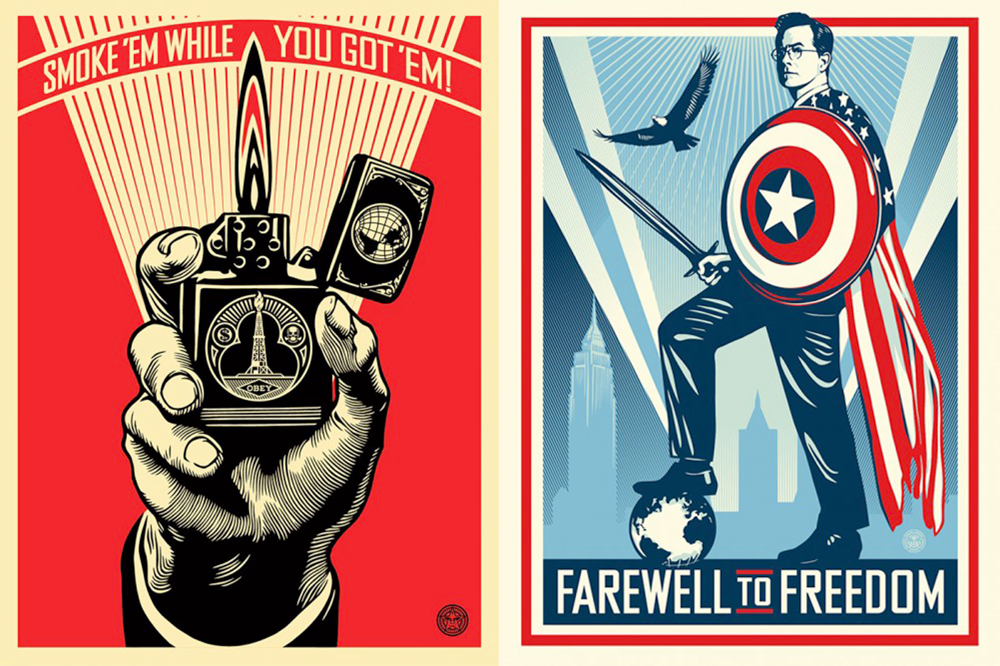 SMOKE 'EM WHILE YOU GOT 'EM!
$
OBEY
FAREWELL TO FREEDOM